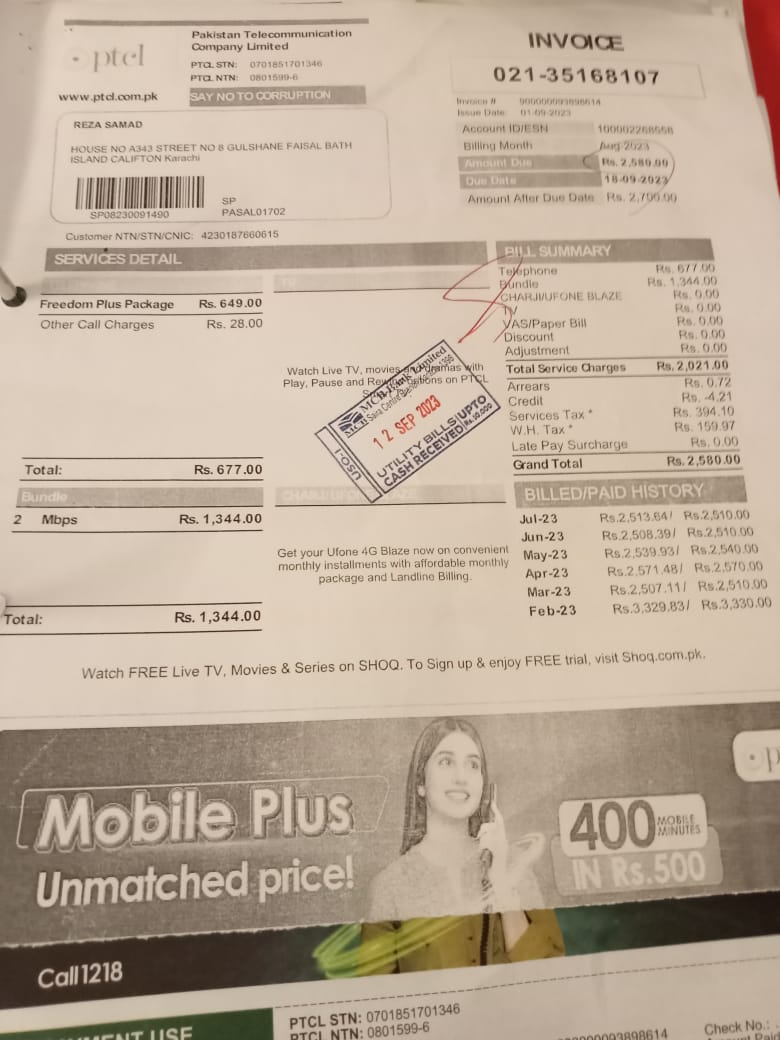 ptcl
Pakistan Telecommunication
Company Limited
PTCL STN: 0701851701346
PTCL NTN: 0801599-6
www.ptcl.com.pk
SAY NO TO CORRUPTION
INVOICE
021-35168107
Invoice # 900000093898614
Issue Date: 01-09-2023
Account ID/ESN 100002268558
Billing Month Aug-2023
Amount Due Rs. 2,580.00
Due Date 18-09-2023
Amount After Due Date Rs. 2,700.00
REZA SAMAD
HOUSE NO A343 STREET NO 8 GULSHANE FAISAL BATH
ISLAND CALIFTON Karachi
SP08230091490
SP
PASAL01702
Customer NTN/STN/CNIC: 4230187660615
SERVICES DETAIL
TV
Freedom Plus Package Rs. 649.00
Other Call Charges Rs. 28.00
Total: Rs. 677.00
Bundle
2 Mbps Rs. 1,344.00
Total: Rs. 1,344.00
Watch Live TV, movies and dramas with
Play, Pause and Rewind options on PTCL
MCB Bank Limited
12 SEP 2023
UTILITY BILLS UPTO
CASH RECEIVED Rs.50,000
CHARJI/UFONE BLAZE
Get your Ufone 4G Blaze now on convenient
monthly installments with affordable monthly
package and Landline Billing.
BILL SUMMARY
Telephone Rs. 677.00
Bundle Rs. 1,344.00
CHARJI/UFONE BLAZE Rs. 0.00
TV Rs. 0.00
VAS/Paper Bill Rs. 0.00
Discount Rs. 0.00
Adjustment Rs. 0.00
Total Service Charges Rs. 2,021.00
Arrears Rs. 0.72
Credit Rs. -4.21
Services Tax * Rs. 394.10
W.H. Tax * Rs. 159.97
Late Pay Surcharge Rs. 0.00
Grand Total Rs. 2,580.00
BILLED/PAID HISTORY
Jul-23 Rs.2,513.64/ Rs.2,510.00
Jun-23 Rs.2,508.39/ Rs.2,510.00
May-23 Rs.2,539.93/ Rs.2,540.00
Apr-23 Rs.2,571.48/ Rs.2,570.00
Mar-23 Rs.2,507.11/ Rs.2,510.00
Feb-23 Rs.3,329.83/ Rs.3,330.00
Watch FREE Live TV, Movies & Series on SHOQ. To Sign up & enjoy FREE trial, visit Shoq.com.pk.
Mobile Plus
Unmatched price!
400 MOBILE MINUTES
IN Rs.500
Call 1218
USE
PTCL STN: 0701851701346
PTCL NTN: 0801599-6
Check No.: